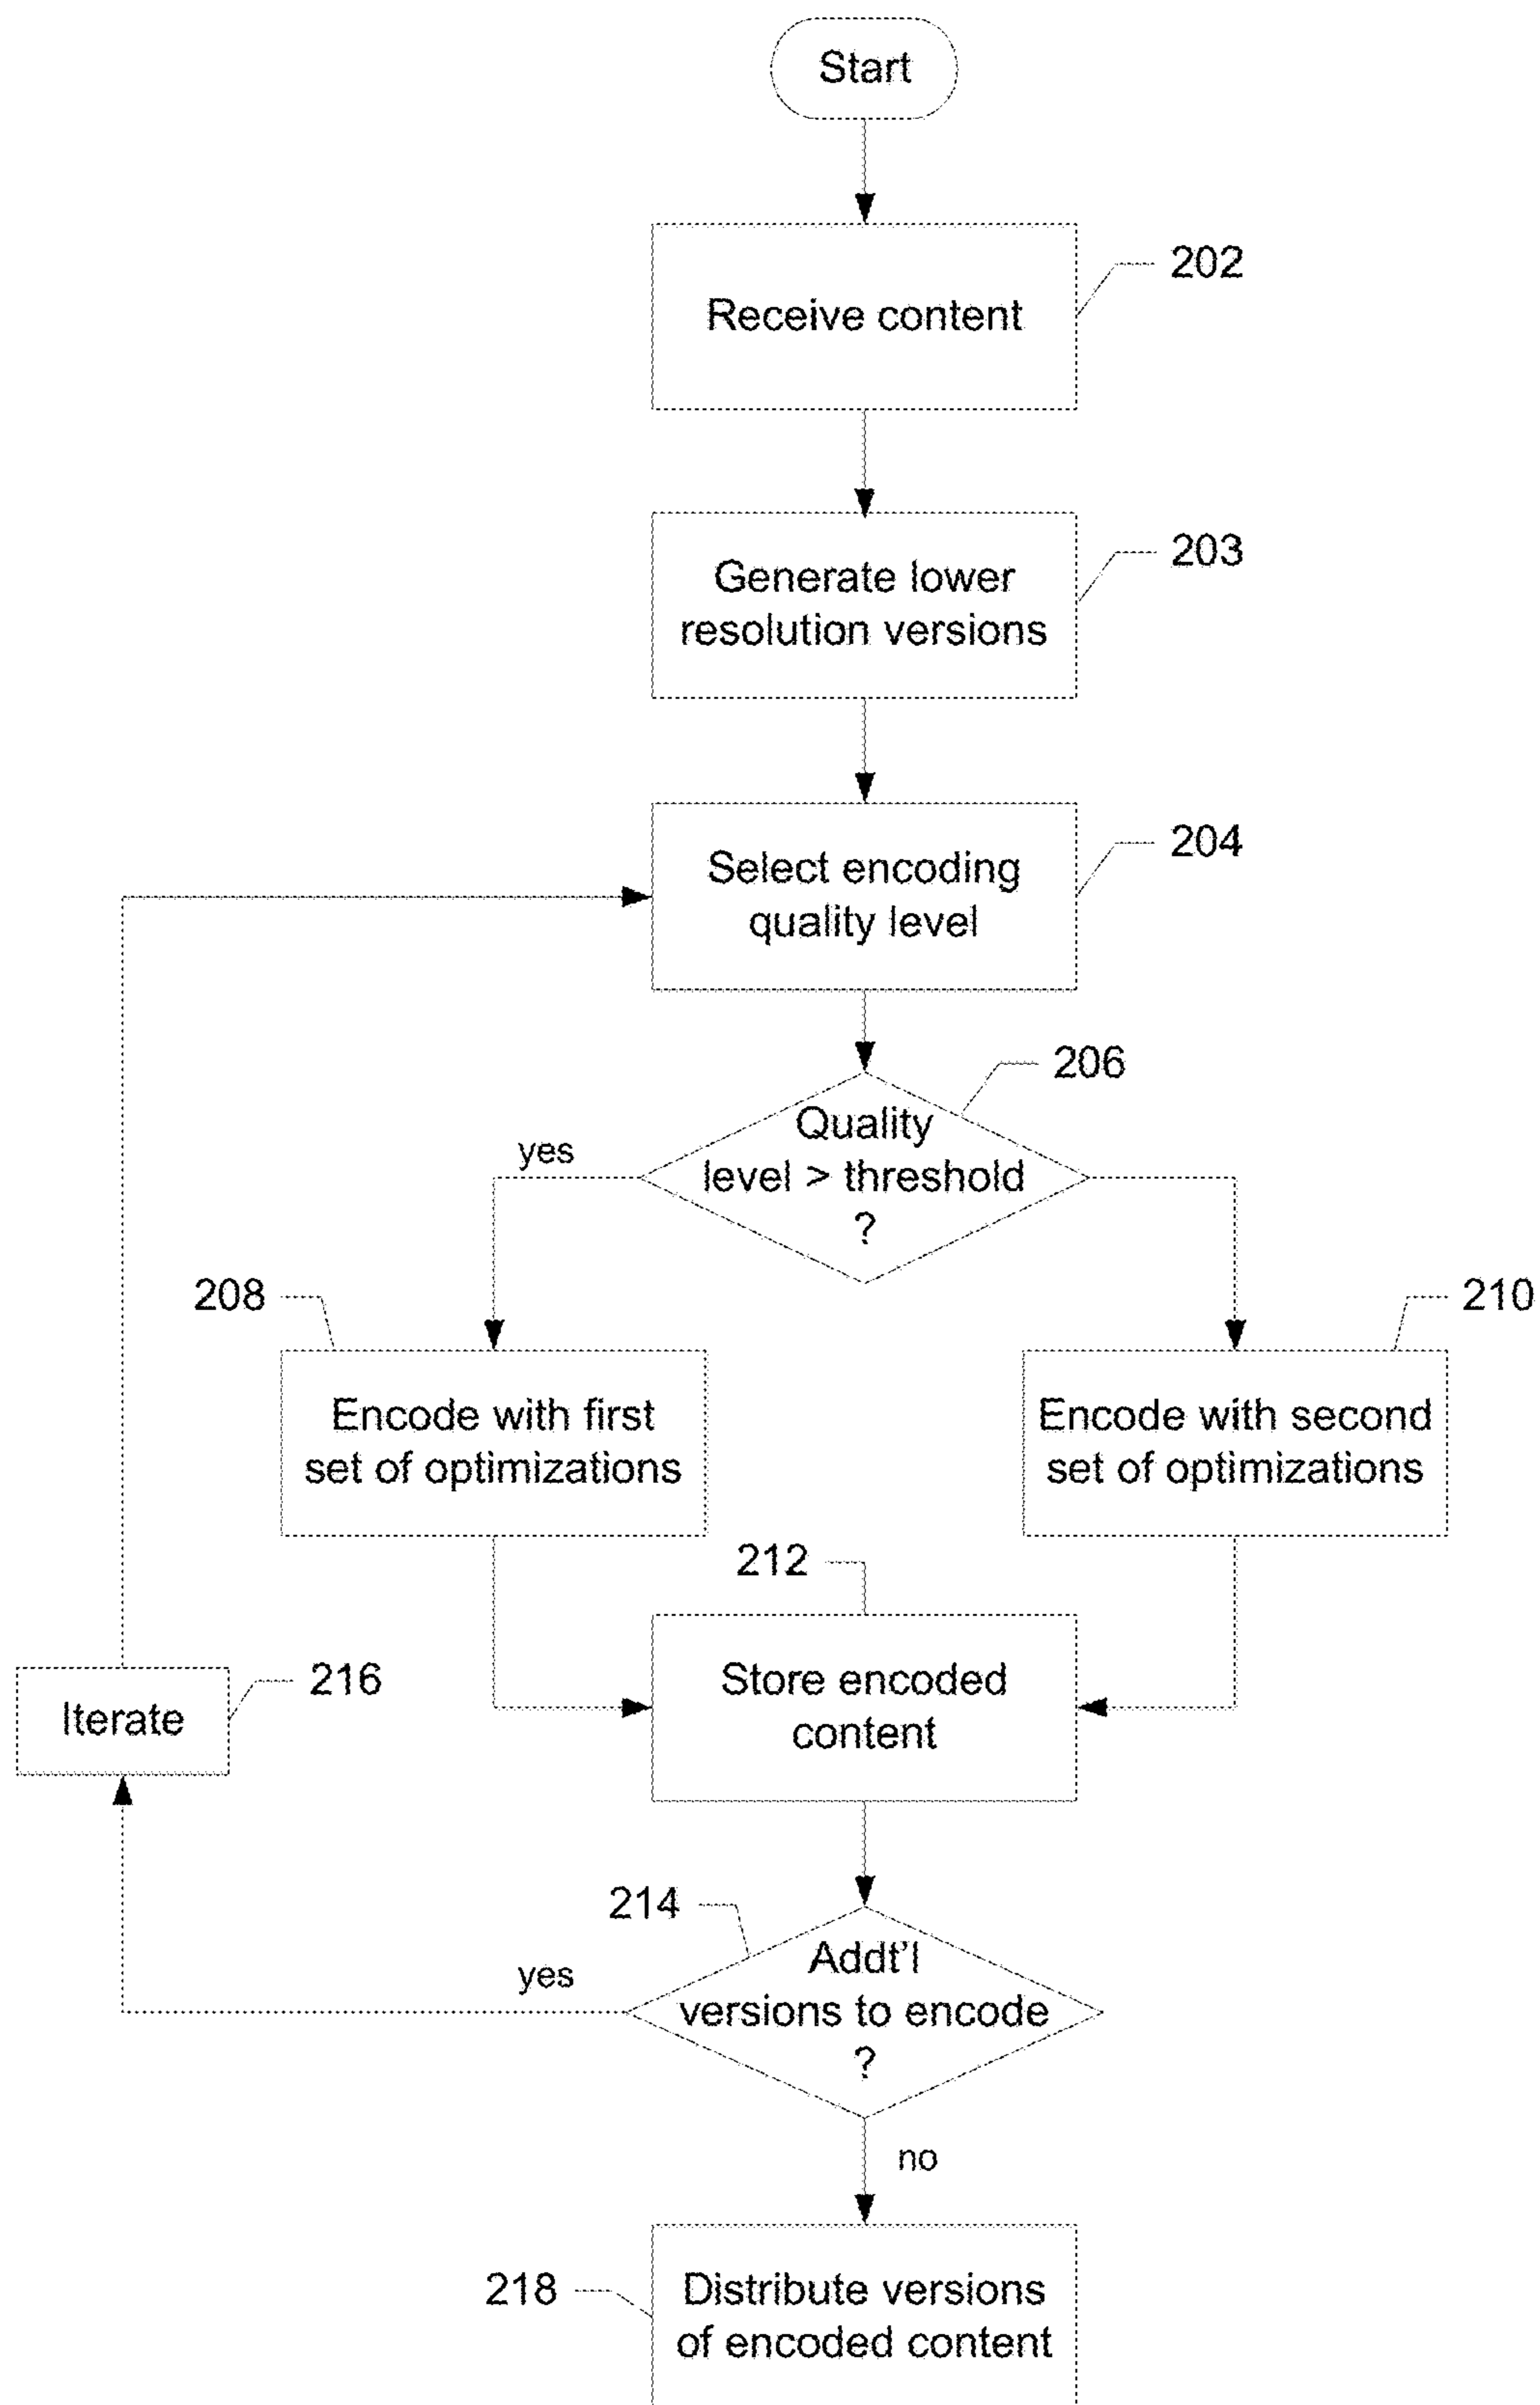 Start
202
Receive content
203
Generate lower
resolution versions
204
Select encoding
quality level
206
Quality
level > threshold
?
yes
208
210
Encode with first
set of optimizations
Encode with second
set of optimizations
212
Store encoded
content
216
Iterate
214
Addt'l
versions to encode
?
yes
no
218
Distribute versions
of encoded content